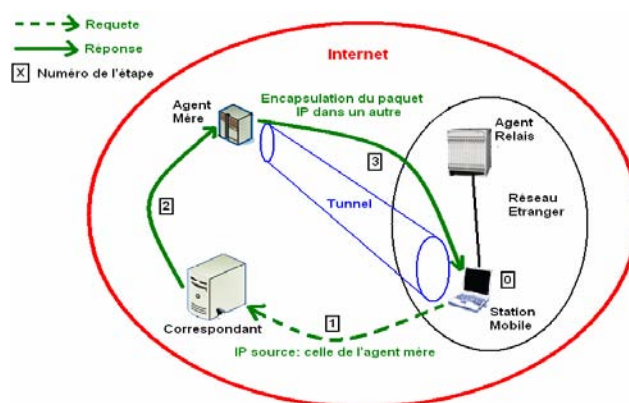 Requete
Réponse
X Numéro de l'étape
Internet
Agent
Mère
Encapsulation du paquet
IP dans un autre
Agent
Relais
3
Réseau
Etranger
2
Tunnel
0
Station
Mobile
Correspondant
1
IP source: celle de l'agent mère